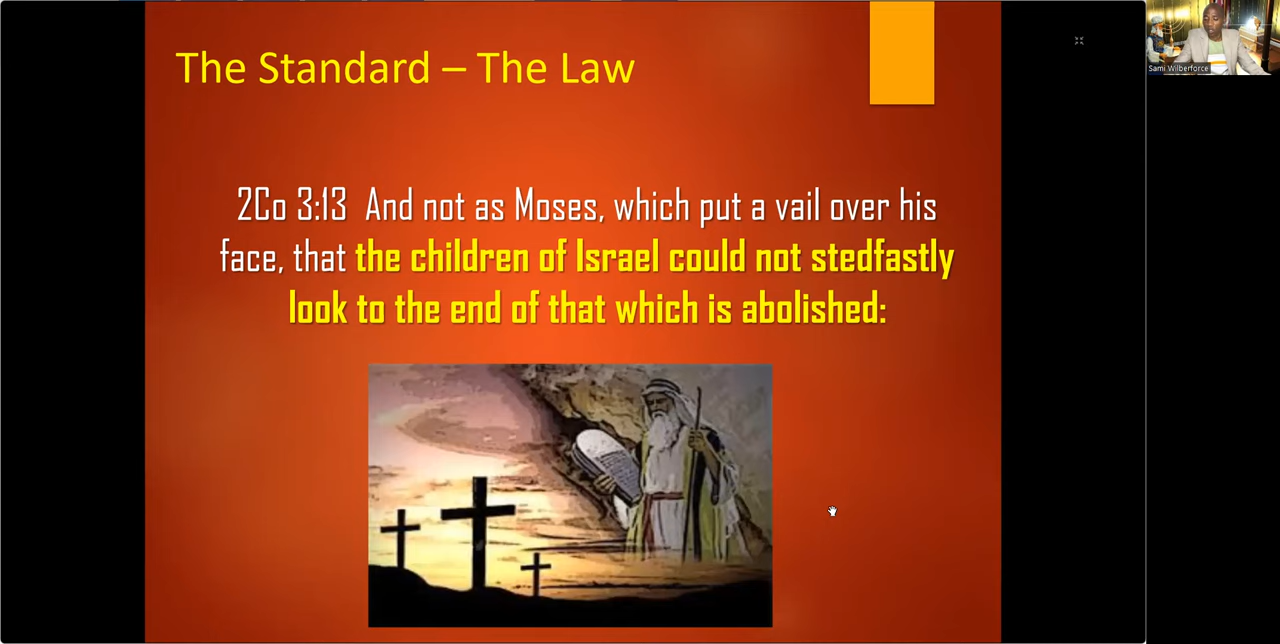 The Standard – The Law
2Co 3:13 And not as Moses, which put a vail over his
face, that the children of Israel could not stedfastly
look to the end of that which is abolished:
Sami Wilberforce